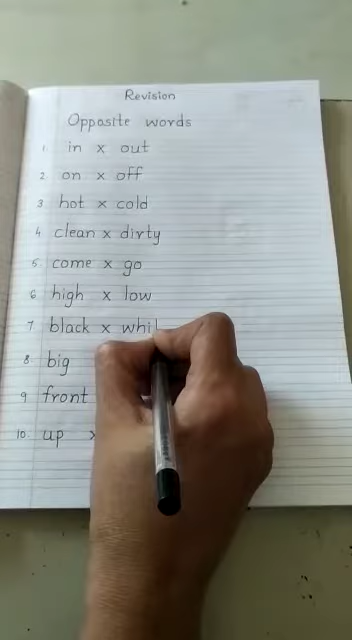 Revision
Opposite words
1. in x out
2. on x off
3 hot x cold
4 clean x dirty
5. come x go
6 high x low
7 black x whit
8 big
9 front
10. up x